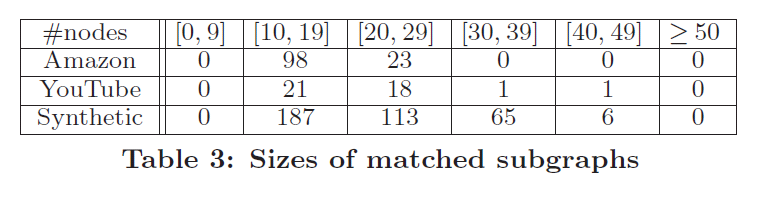 #nodes [0, 9] [10, 19] [20, 29] [30, 39] [40, 49] ≥ 50
Amazon 0 98 23 0 0 0
YouTube 0 21 18 1 1 0
Synthetic 0 187 113 65 6 0
Table 3: Sizes of matched subgraphs